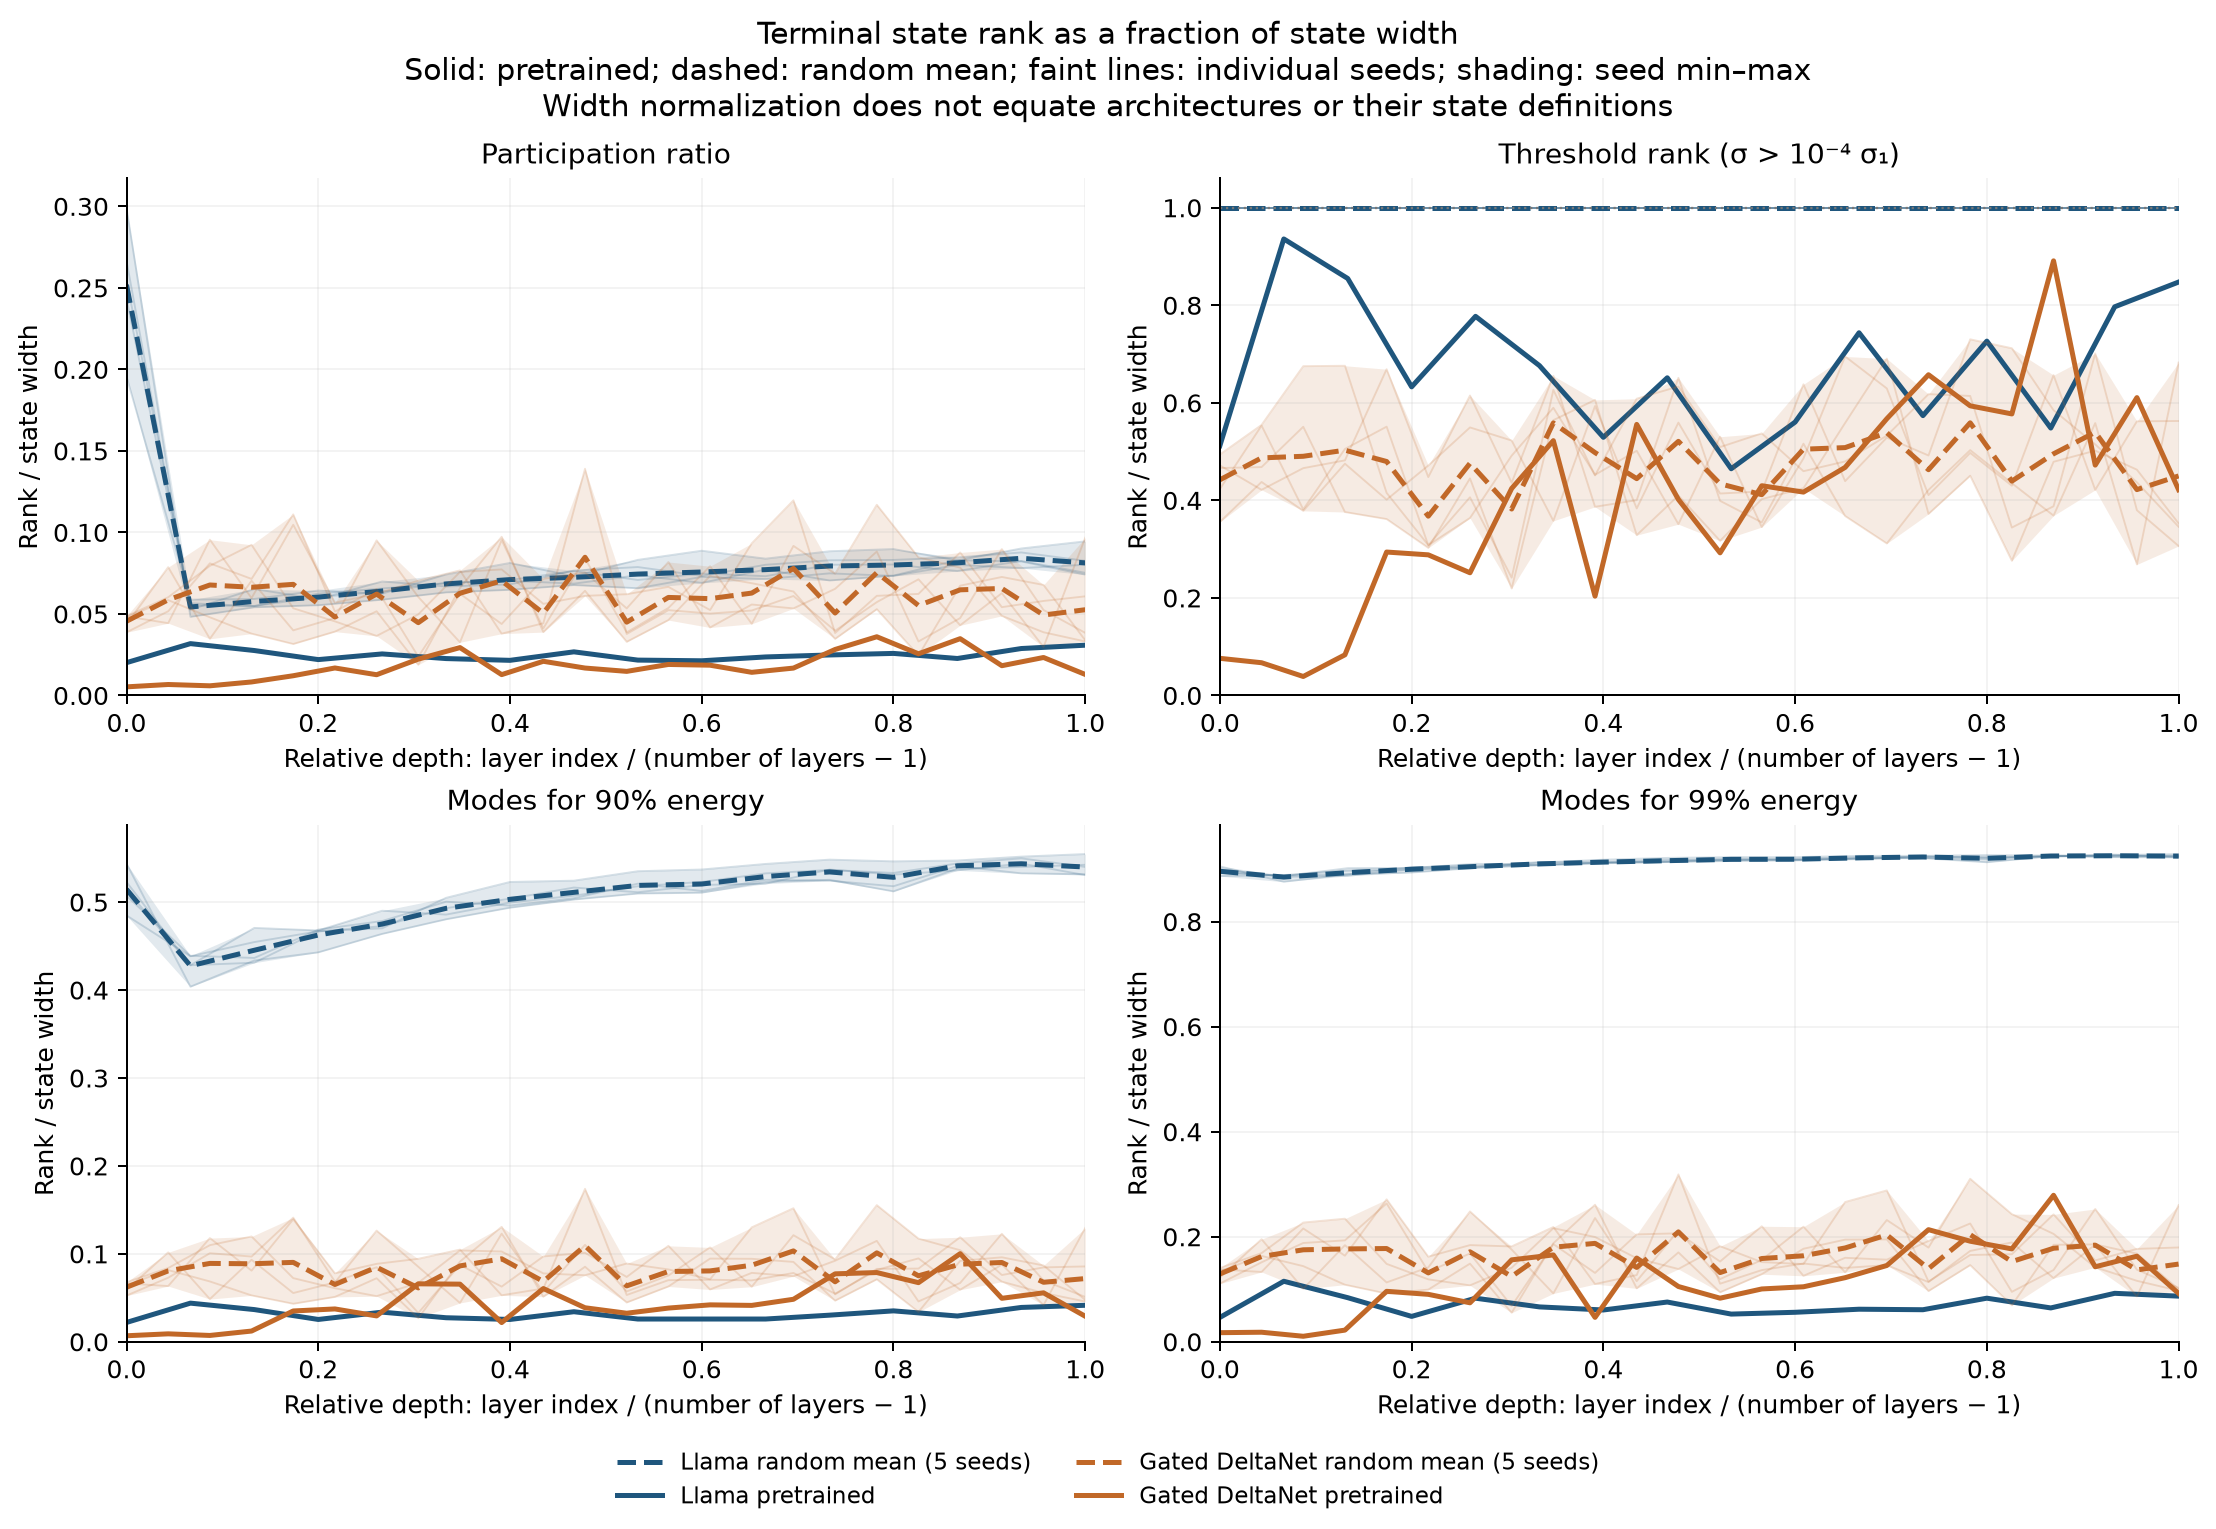 Terminal state rank as a fraction of state width
Solid: pretrained; dashed: random mean; faint lines: individual seeds; shading: seed min–max
Width normalization does not equate architectures or their state definitions
Participation ratio
Rank / state width
0.30
0.25
0.20
0.15
0.10
0.05
0.00
0.0 0.2 0.4 0.6 0.8 1.0
Relative depth: layer index / (number of layers − 1)
Threshold rank (σ > 10⁻⁴ σ₁)
Rank / state width
1.0
0.8
0.6
0.4
0.2
0.0
0.0 0.2 0.4 0.6 0.8 1.0
Relative depth: layer index / (number of layers − 1)
Modes for 90% energy
Rank / state width
0.5
0.4
0.3
0.2
0.1
0.0
0.0 0.2 0.4 0.6 0.8 1.0
Relative depth: layer index / (number of layers − 1)
Modes for 99% energy
Rank / state width
0.8
0.6
0.4
0.2
0.0
0.0 0.2 0.4 0.6 0.8 1.0
Relative depth: layer index / (number of layers − 1)
Llama random mean (5 seeds)
Llama pretrained
Gated DeltaNet random mean (5 seeds)
Gated DeltaNet pretrained